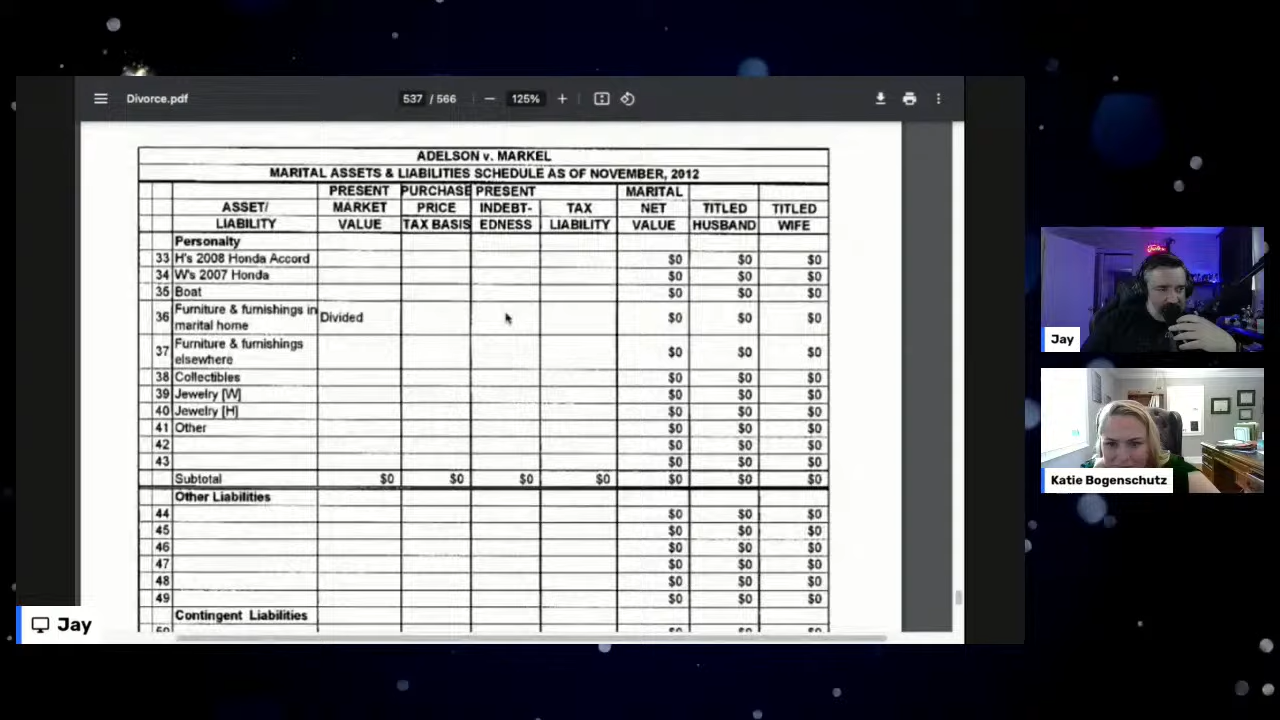 Divorce.pdf 537 / 566 125%
ADELSON v. MARKEL
MARITAL ASSETS & LIABILITIES SCHEDULE AS OF NOVEMBER, 2012
PRESENT PURCHASE PRESENT MARITAL
ASSET/ MARKET PRICE INDEBT- TAX NET TITLED TITLED
LIABILITY VALUE TAX BASIS EDNESS LIABILITY VALUE HUSBAND WIFE
Personalty
33 H's 2008 Honda Accord $0 $0 $0
34 W's 2007 Honda $0 $0 $0
35 Boat $0 $0 $0
36 Furniture & furnishings in marital home Divided $0 $0 $0
37 Furniture & furnishings elsewhere $0 $0 $0
38 Collectibles $0 $0 $0
39 Jewelry [W] $0 $0 $0
40 Jewelry [H] $0 $0 $0
41 Other $0 $0 $0
42 $0 $0 $0
43 $0 $0 $0
Subtotal $0 $0 $0 $0 $0 $0 $0
Other Liabilities
44 $0 $0 $0
45 $0 $0 $0
46 $0 $0 $0
47 $0 $0 $0
48 $0 $0 $0
49 $0 $0 $0
Contingent Liabilities
Jay
Jay
Katie Bogenschutz